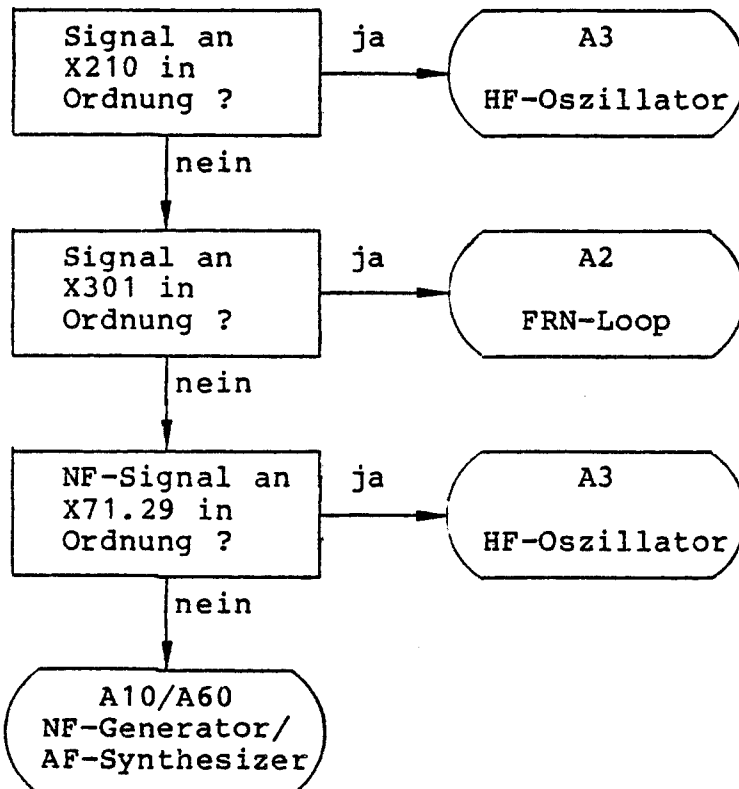 Signal an
X210 in
Ordnung ?
ja
A3
HF-Oszillator
nein
Signal an
X301 in
Ordnung ?
ja
A2
FRN-Loop
nein
NF-Signal an
X71.29 in
Ordnung ?
ja
A3
HF-Oszillator
nein
A10/A60
NF-Generator/
AF-Synthesizer